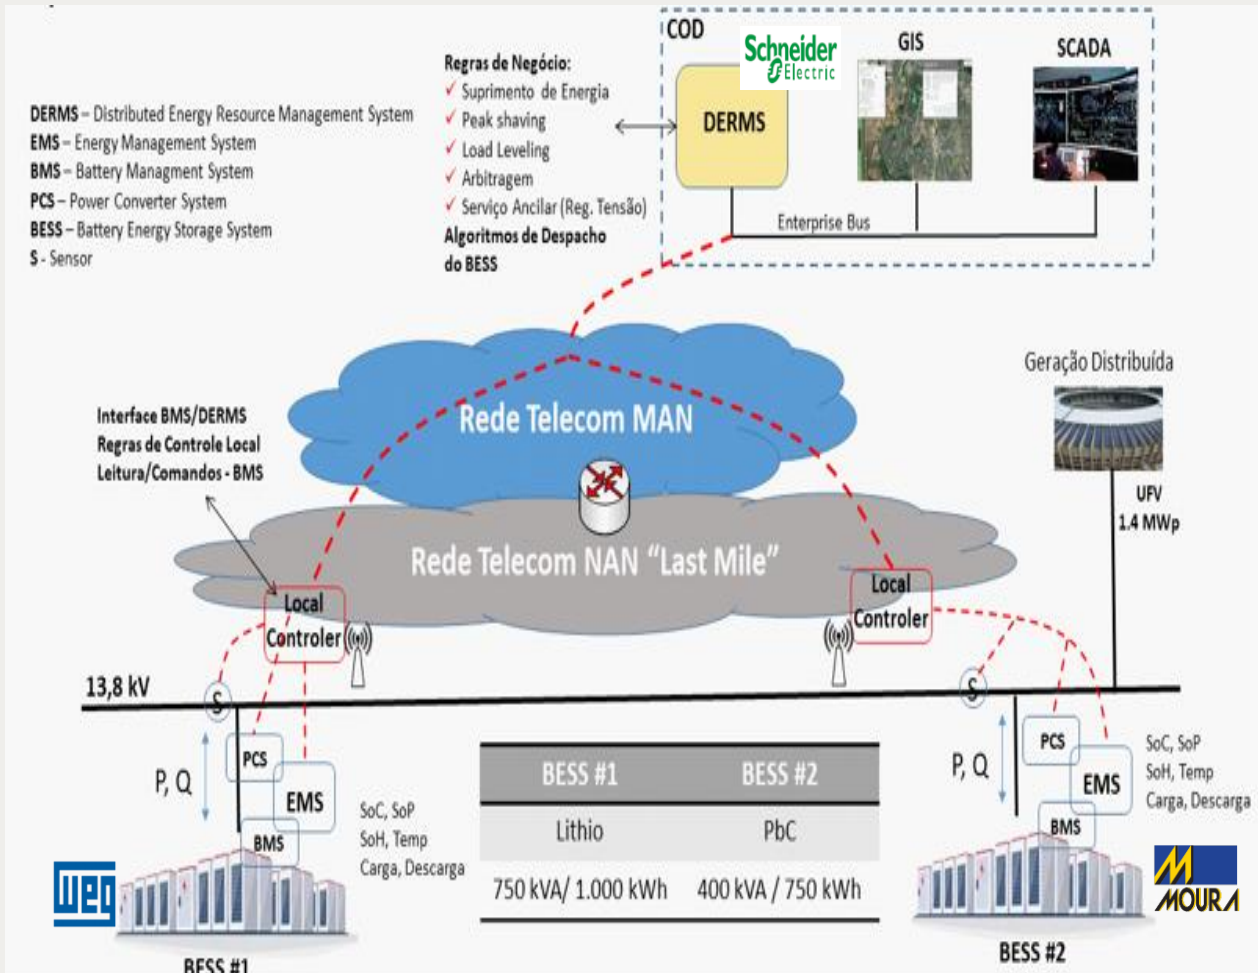 COD
Schneider
Electric
GIS
SCADA
DERMS
Enterprise Bus
Regras de Negócio:
Suprimento de Energia
Peak shaving
Load Leveling
Arbitragem
Serviço Ancilar (Reg. Tensão)
Algoritmos de Despacho
do BESS
DERMS – Distributed Energy Resource Management System
EMS – Energy Management System
BMS – Battery Managment System
PCS – Power Converter System
BESS – Battery Energy Storage System
S - Sensor
Rede Telecom MAN
Rede Telecom NAN “Last Mile”
Geração Distribuída
UFV
1.4 MWp
Interface BMS/DERMS
Regras de Controle Local
Leitura/Comandos - BMS
Local
Controler
Local
Controler
13,8 kV
S
S
P, Q
PCS
EMS
BMS
SoC, SoP
SoH, Temp
Carga, Descarga
BESS #1 BESS #2
Lithio PbC
750 kVA/ 1.000 kWh 400 kVA / 750 kWh
P, Q
PCS
EMS
BMS
SoC, SoP
SoH, Temp
Carga, Descarga
WEG
MOURA
BESS #1
BESS #2